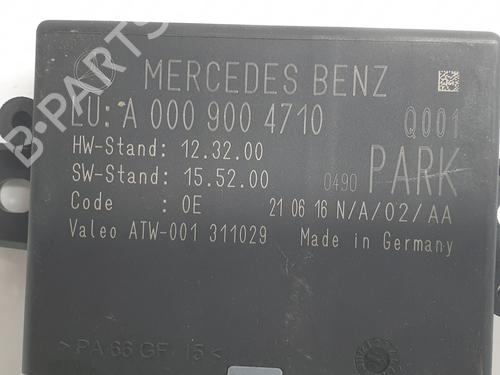 B-PARTS
MERCEDES BENZ
LU: A 000 900 4710 Q001
HW-Stand: 12.32.00
SW-Stand: 15.52.00 0490 PARK
Code : 0E 21 06 16 N/A/02/AA
Valeo ATW-001 311029 Made in Germany
>PA 66 GF 15<